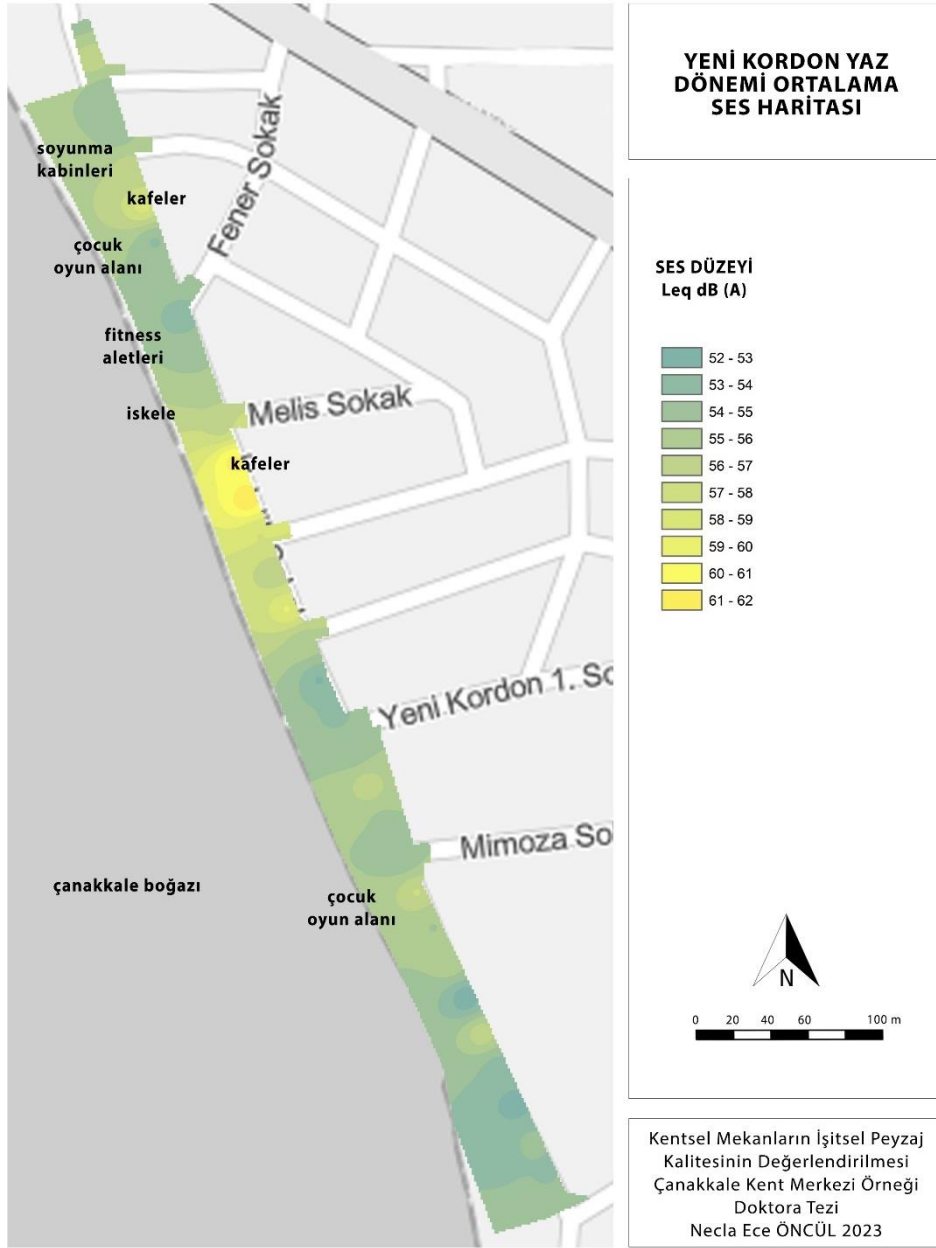 YENİ KORDON YAZ
DÖNEMİ ORTALAMA
SES HARİTASI
SES DÜZEYİ
Leq dB (A)
52 - 53
53 - 54
54 - 55
55 - 56
56 - 57
57 - 58
58 - 59
59 - 60
60 - 61
61 - 62
soyunma
kabinleri
kafeler
çocuk
oyun alanı
fitness
aletleri
iskele
kafeler
çocuk
oyun alanı
çanakkale boğazı
Fener Sokak
Melis Sokak
Yeni Kordon 1. So
Mimoza So
N
0 20 40 60 100 m
Kentsel Mekanların İşitsel Peyzaj
Kalitesinin Değerlendirilmesi
Çanakkale Kent Merkezi Örneği
Doktora Tezi
Necla Ece ÖNCÜL 2023